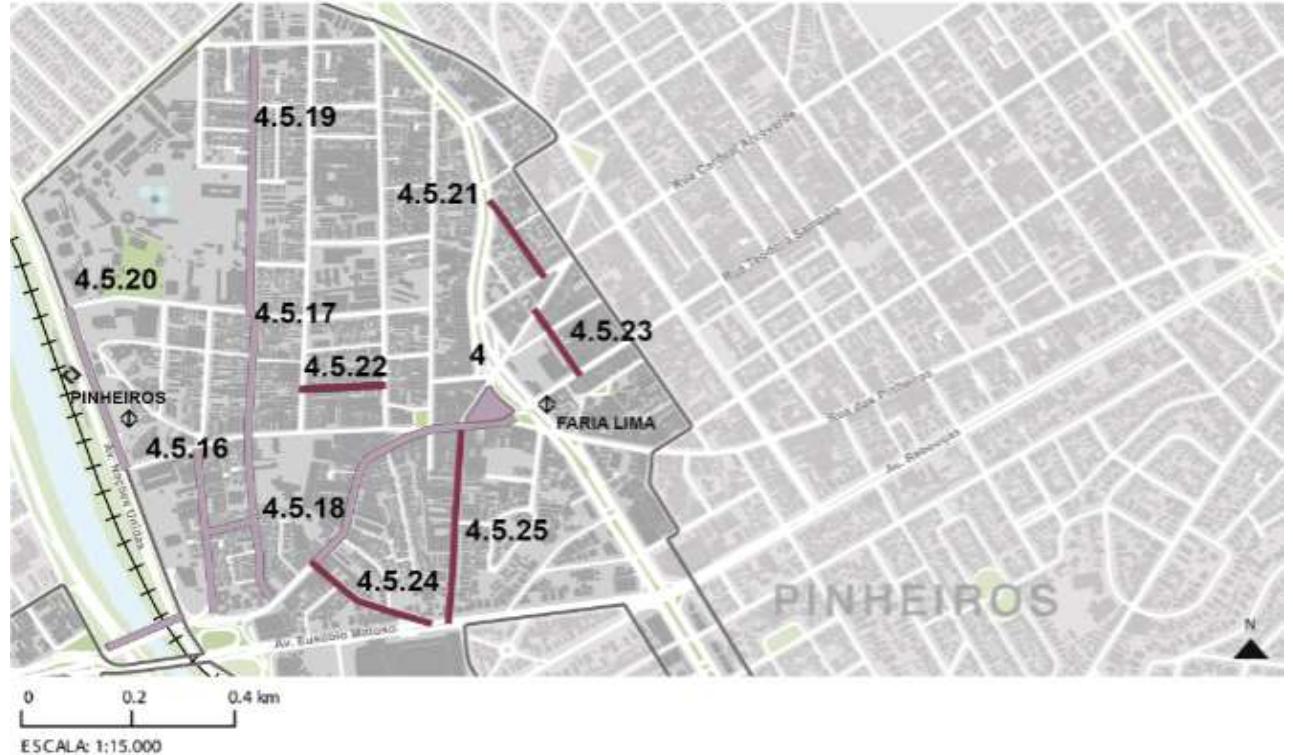 4.5.19
Rua Cardeal Arcoverde
4.5.21
Rua Teodoro Sampaio
4.5.20
4.5.17
4.5.23
4
4.5.22
PINHEIROS
FARIA LIMA
Rua dos Pinheiros
4.5.16
Av. Rebouças
Av. Nações Unidas
4.5.18
4.5.25
4.5.24
PINHEIROS
Av. Eusébio Matoso
N
0 0.2 0.4 km
ESCALA: 1:15.000